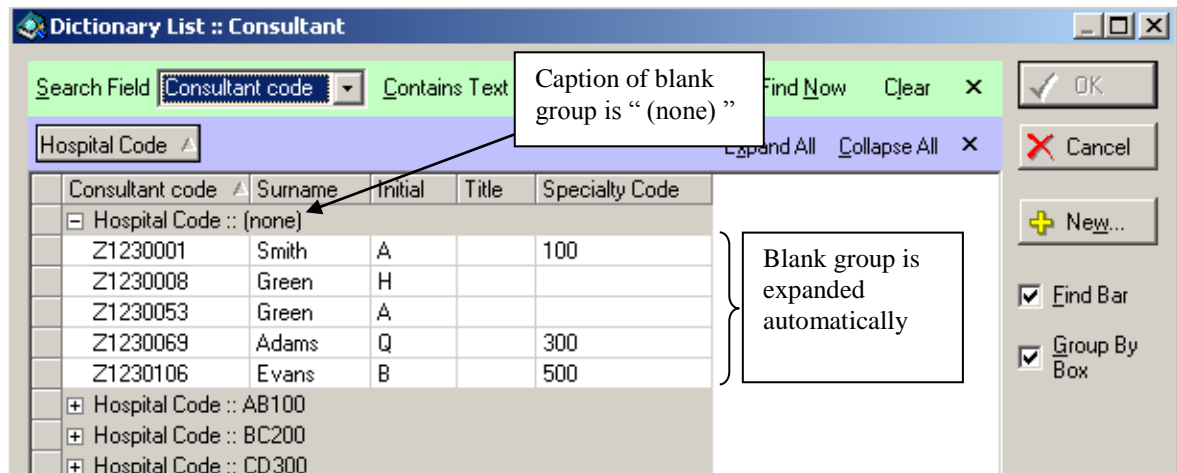 Dictionary List :: Consultant
Search Field Consultant code Contains Text Find Now Clear
Caption of blank
group is “ (none) ”
OK
Hospital Code Expand All Collapse All
Cancel
Consultant code Surname Initial Title Specialty Code
Hospital Code :: (none)
New...
Z1230001 Smith A 100
Z1230008 Green H
Z1230053 Green A
Z1230069 Adams Q 300
Z1230106 Evans B 500
Blank group is
expanded
automatically
Find Bar
Group By
Box
Hospital Code :: AB100
Hospital Code :: BC200
Hospital Code :: CD300